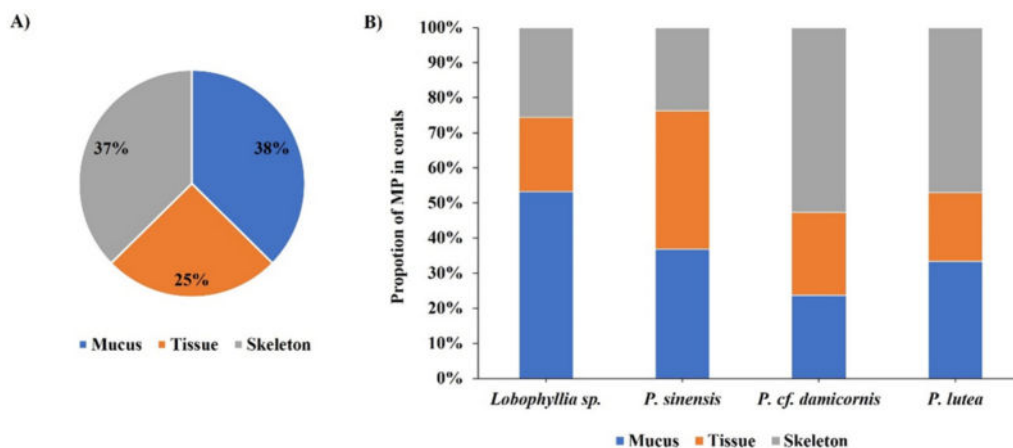 A)
37%
38%
25%
Mucus Tissue Skeleton
B)
Propotion of MP in corals
100%
90%
80%
70%
60%
50%
40%
30%
20%
10%
0%
Lobophyllia sp. P. sinensis P. cf. damicornis P. lutea
Mucus Tissue Skeleton